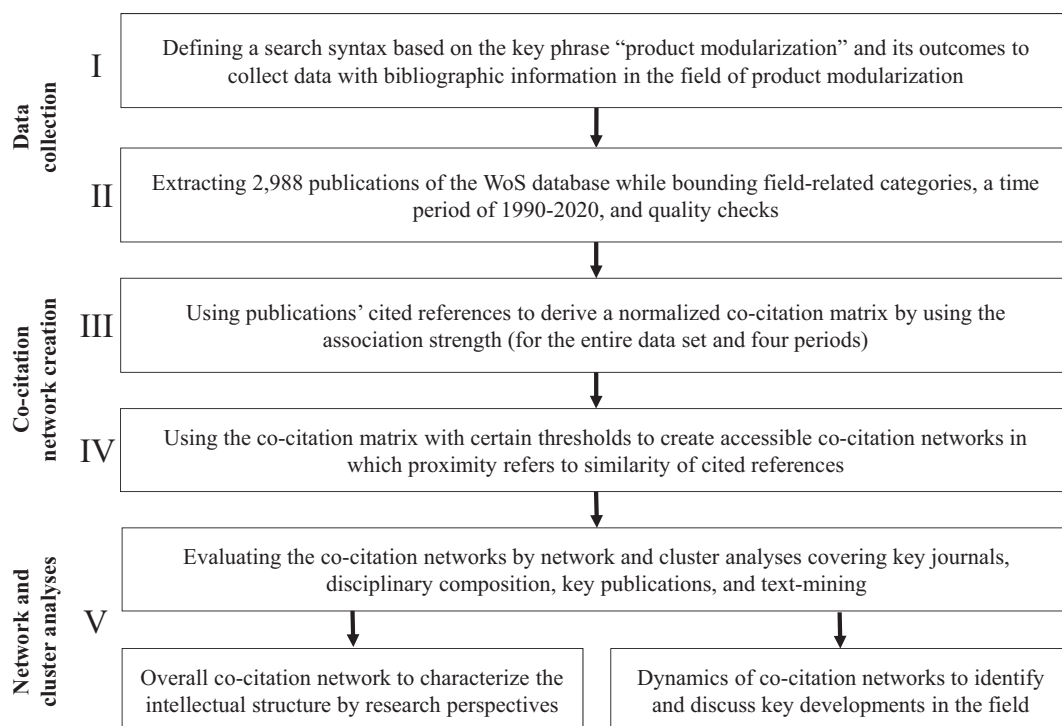 Data
collection
I
Defining a search syntax based on the key phrase “product modularization” and its outcomes to
collect data with bibliographic information in the field of product modularization
II
Extracting 2,988 publications of the WoS database while bounding field-related categories, a time
period of 1990-2020, and quality checks
Co-citation
network creation
III
Using publications’ cited references to derive a normalized co-citation matrix by using the
association strength (for the entire data set and four periods)
IV
Using the co-citation matrix with certain thresholds to create accessible co-citation networks in
which proximity refers to similarity of cited references
Network and
cluster analyses
V
Evaluating the co-citation networks by network and cluster analyses covering key journals,
disciplinary composition, key publications, and text-mining
Overall co-citation network to characterize the
intellectual structure by research perspectives
Dynamics of co-citation networks to identify
and discuss key developments in the field